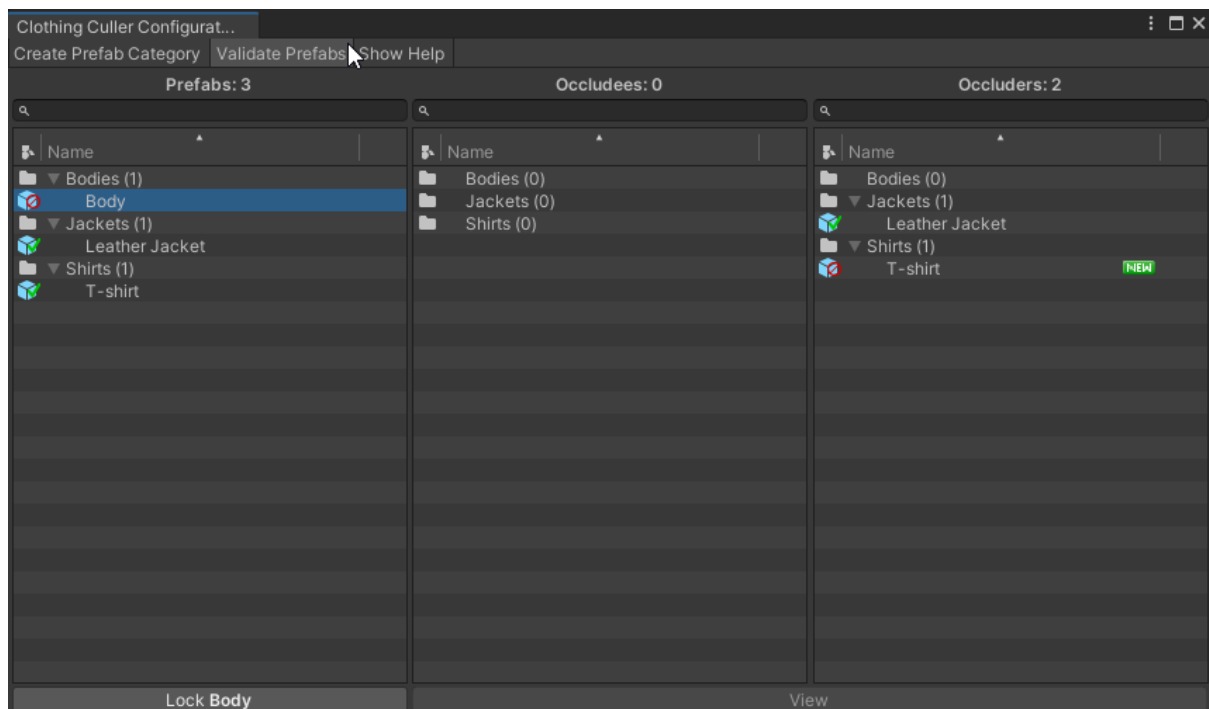 Clothing Culler Configurat...
Create Prefab Category Validate Prefabs Show Help
Prefabs: 3 Occludees: 0 Occluders: 2
Name Name Name
Bodies (1) Bodies (0) Bodies (0)
Body Jackets (0) Jackets (1)
Jackets (1) Shirts (0) Leather Jacket
Leather Jacket Shirts (1)
Shirts (1) T-shirt NEW
T-shirt
Lock Body View